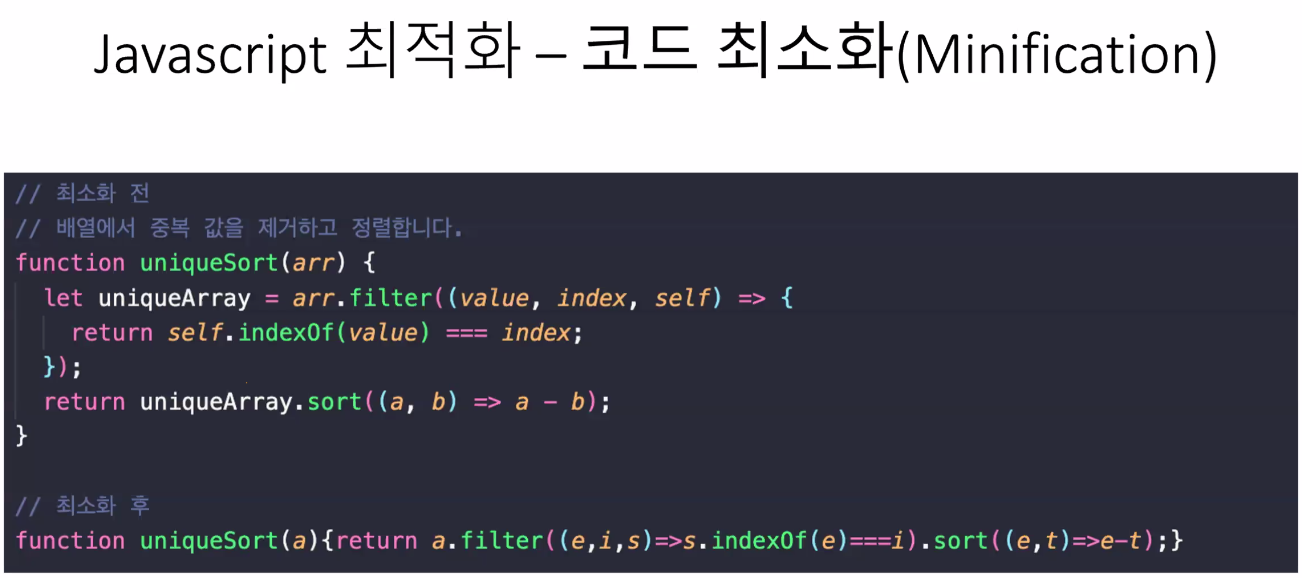 Javascript 최적화 – 코드 최소화(Minification)
// 최소화 전
// 배열에서 중복 값을 제거하고 정렬합니다.
function uniqueSort(arr) {
  let uniqueArray = arr.filter((value, index, self) => {
    return self.indexOf(value) === index;
  });
  return uniqueArray.sort((a, b) => a - b);
}
// 최소화 후
function uniqueSort(a){return a.filter((e,i,s)=>s.indexOf(e)===i).sort((e,t)=>e-t);}